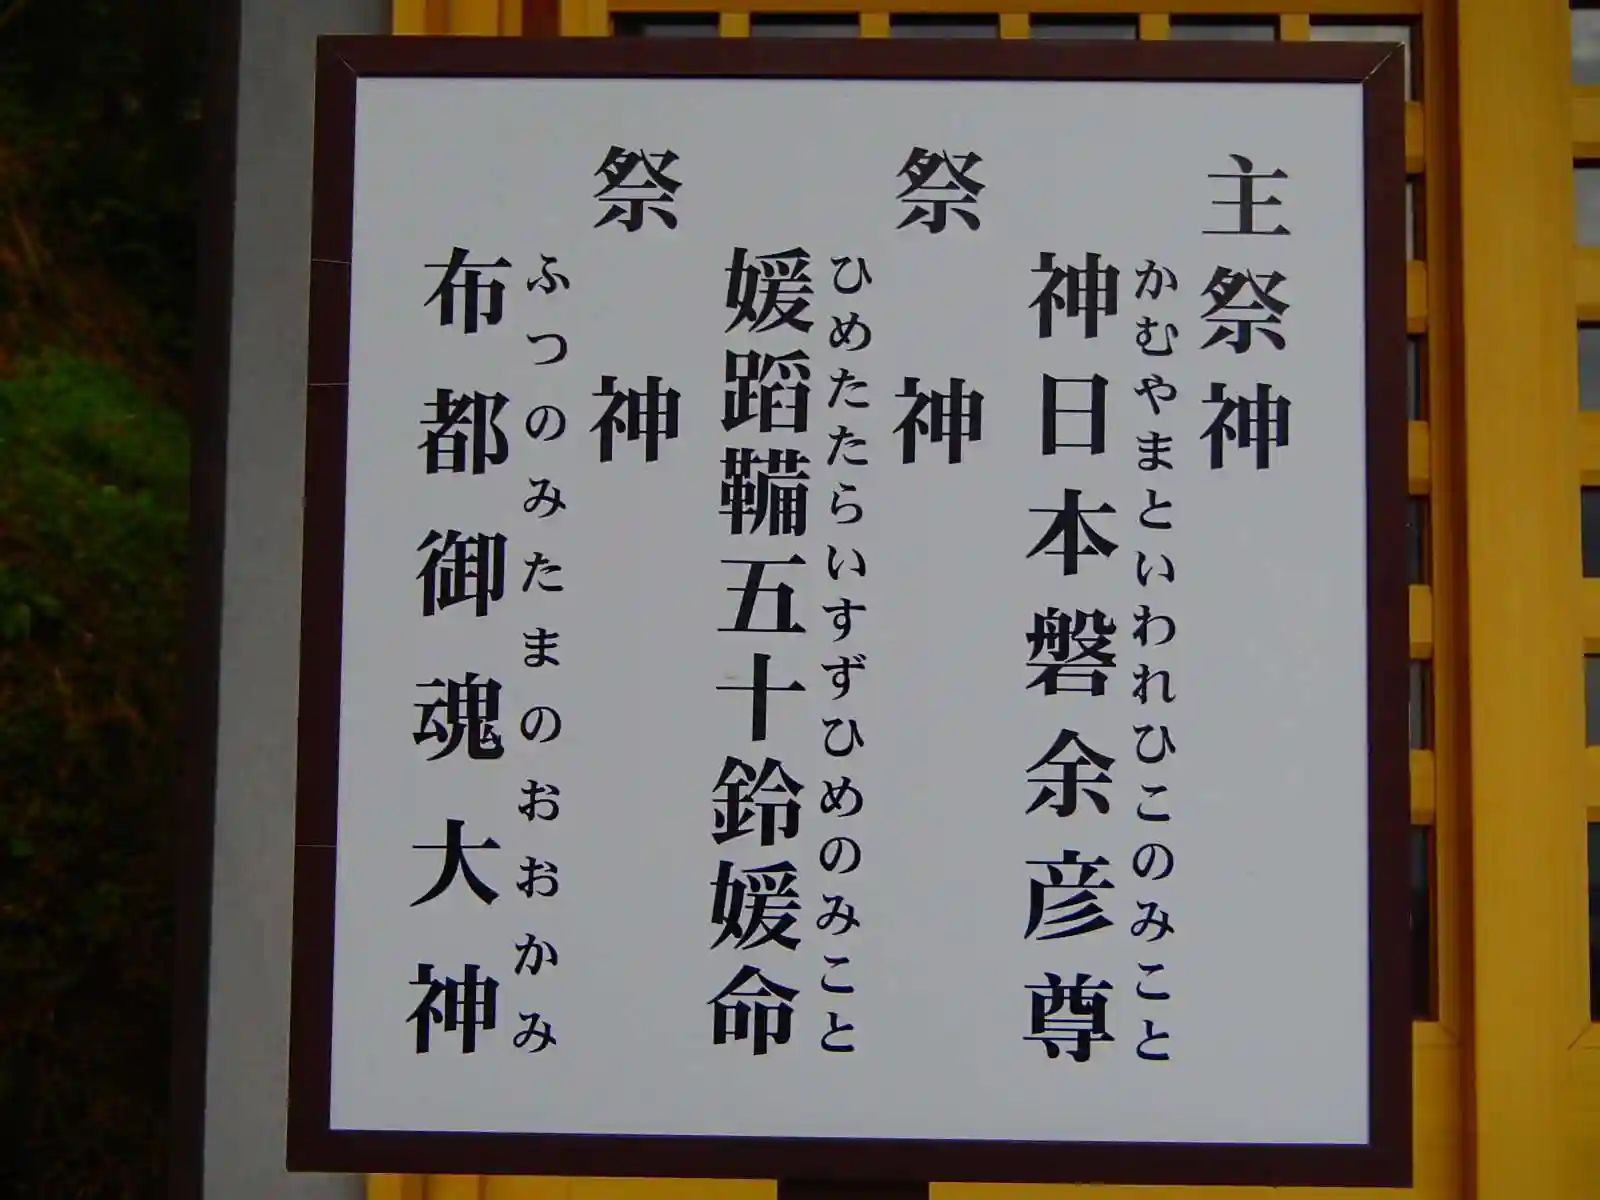 主祭神
かむやまといわれひこのみこと
神日本磐余彦尊
祭神
ひめたたらいすずひめのみこと
媛蹈鞴五十鈴媛命
祭神
ふつのみたまのおおかみ
布都御魂大神